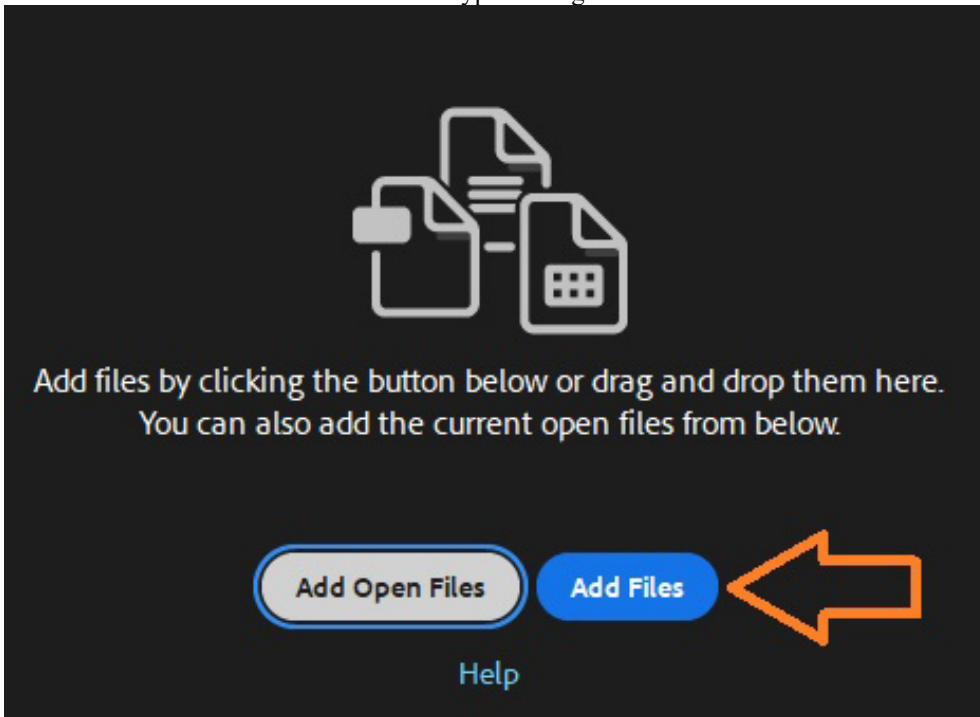 Add files by clicking the button below or drag and drop them here.
You can also add the current open files from below.
Add Open Files
Add Files
Help